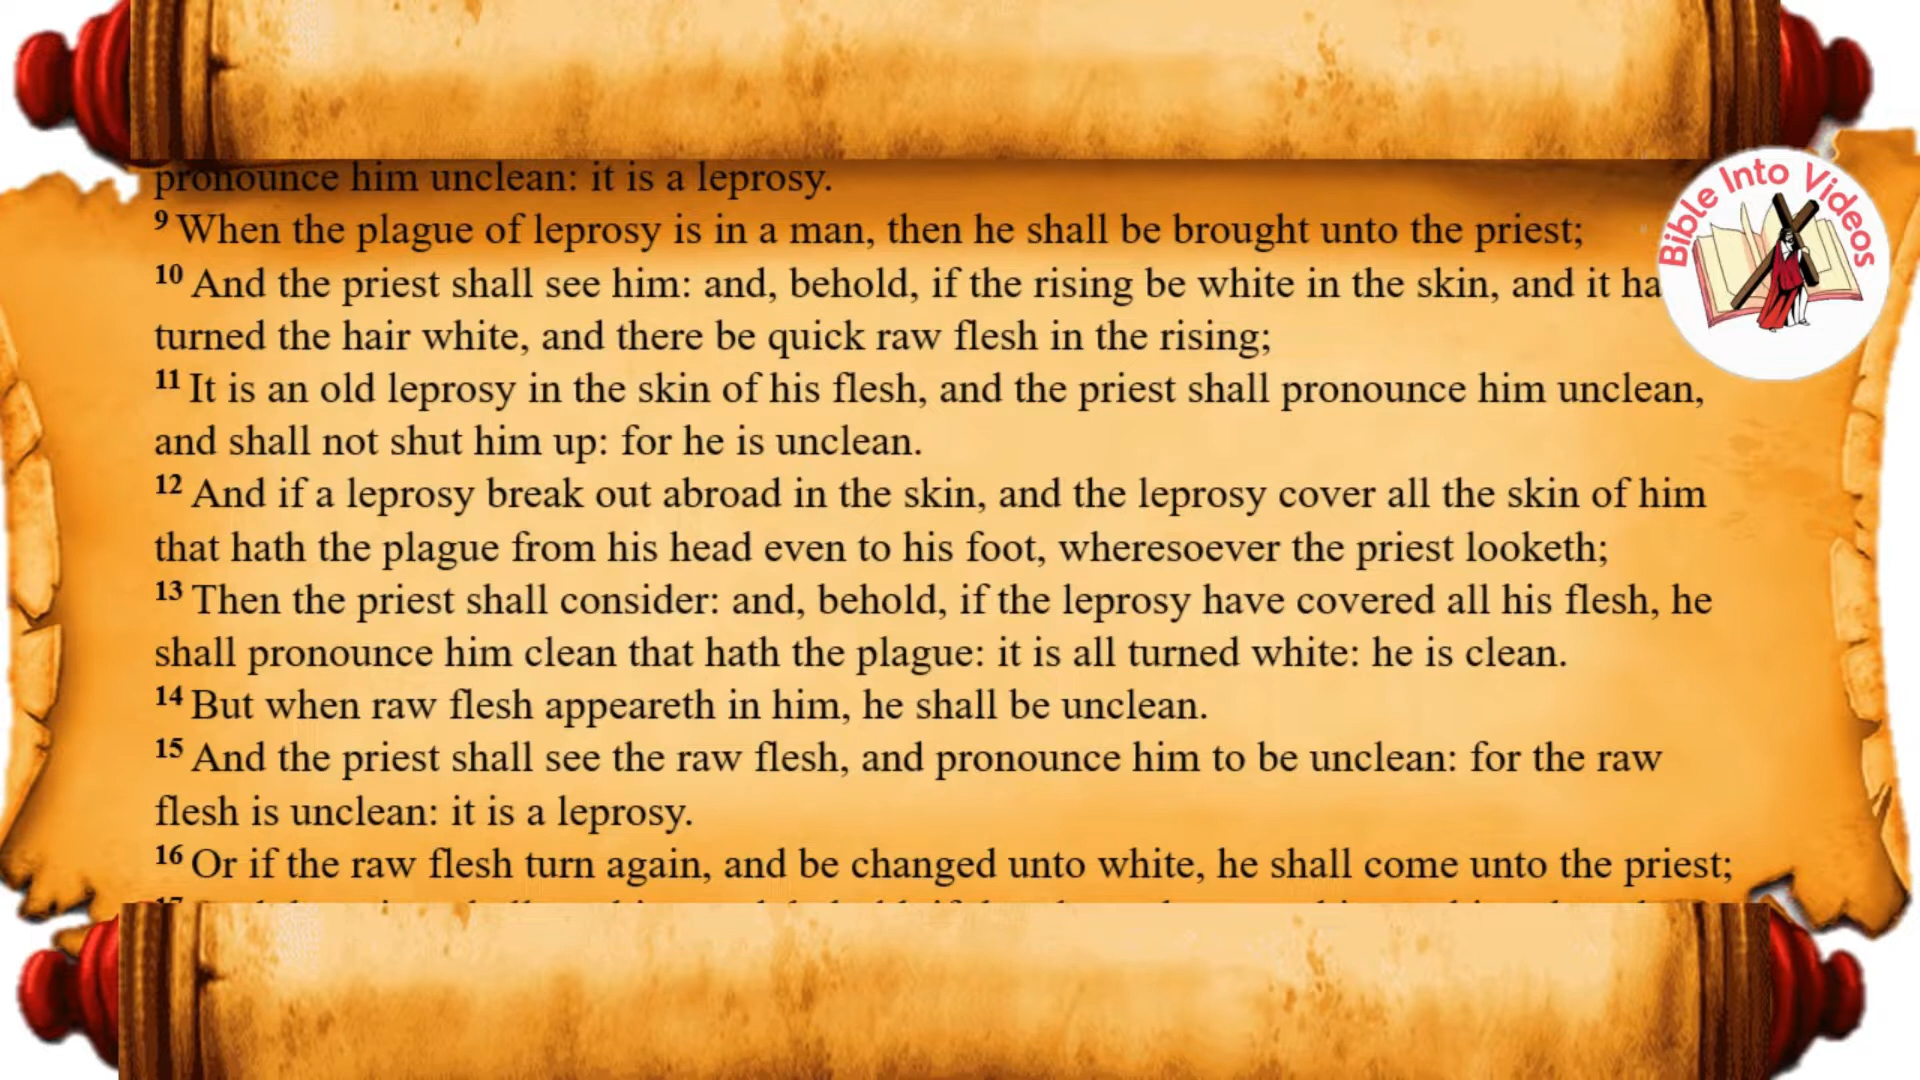 pronounce him unclean: it is a leprosy.
9 When the plague of leprosy is in a man, then he shall be brought unto the priest;
10 And the priest shall see him: and, behold, if the rising be white in the skin, and it ha
turned the hair white, and there be quick raw flesh in the rising;
11 It is an old leprosy in the skin of his flesh, and the priest shall pronounce him unclean,
and shall not shut him up: for he is unclean.
12 And if a leprosy break out abroad in the skin, and the leprosy cover all the skin of him
that hath the plague from his head even to his foot, wheresoever the priest looketh;
13 Then the priest shall consider: and, behold, if the leprosy have covered all his flesh, he
shall pronounce him clean that hath the plague: it is all turned white: he is clean.
14 But when raw flesh appeareth in him, he shall be unclean.
15 And the priest shall see the raw flesh, and pronounce him to be unclean: for the raw
flesh is unclean: it is a leprosy.
16 Or if the raw flesh turn again, and be changed unto white, he shall come unto the priest;
Bible Into Videos